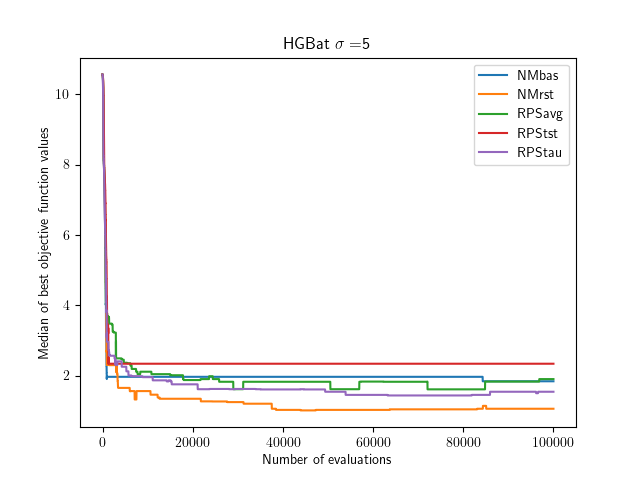 HGBat σ =5
NMbas
NMrst
RPSavg
RPStst
RPStau
Median of best objective function values
10
8
6
4
2
0
20000
40000
60000
80000
100000
Number of evaluations